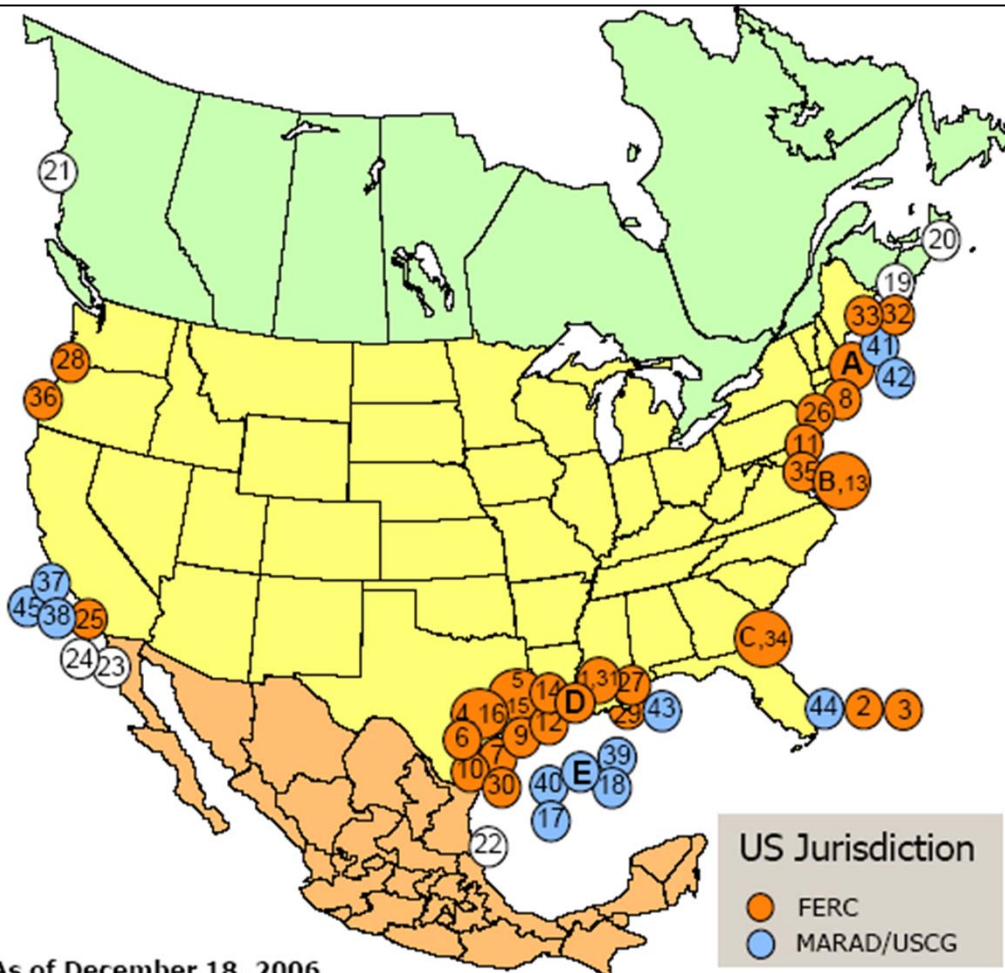 21
20
19
33 32
28
A 41
42
36
8
26
11
35 B,13
37
45 38 25
C,34
24 23
5 14 1,31 27
4, 16 15 D 29 43
44 2 3
6 9 12
7 39
10 E
30 40 18
17
22
US Jurisdiction
FERC
MARAD/USCG
As of December 18, 2006